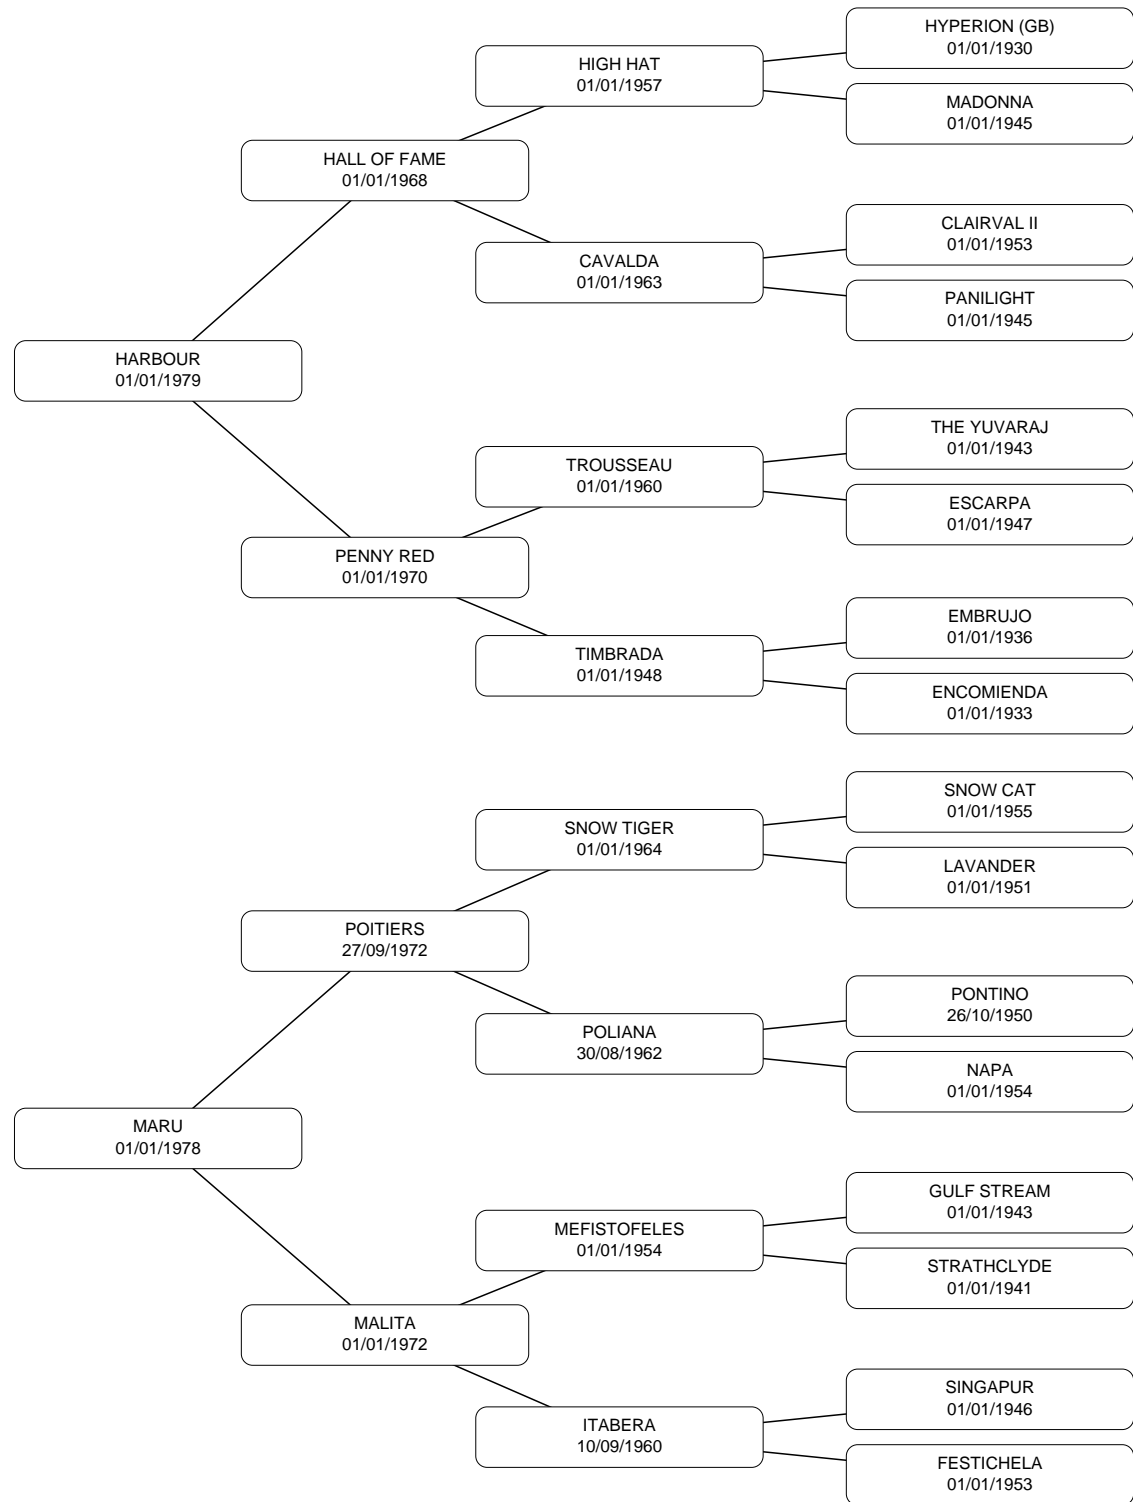 HYPERION (GB)
01/01/1930
HIGH HAT
01/01/1957
MADONNA
01/01/1945
HALL OF FAME
01/01/1968
CLAIRVAL II
01/01/1953
CAVALDA
01/01/1963
PANILIGHT
01/01/1945
HARBOUR
01/01/1979
THE YUVARAJ
01/01/1943
TROUSSEAU
01/01/1960
ESCARPA
01/01/1947
PENNY RED
01/01/1970
EMBRUJO
01/01/1936
TIMBRADA
01/01/1948
ENCOMIENDA
01/01/1933
SNOW CAT
01/01/1955
SNOW TIGER
01/01/1964
LAVANDER
01/01/1951
POITIERS
27/09/1972
PONTINO
26/10/1950
POLIANA
30/08/1962
NAPA
01/01/1954
MARU
01/01/1978
GULF STREAM
01/01/1943
MEFISTOFELES
01/01/1954
STRATHCLYDE
01/01/1941
MALITA
01/01/1972
SINGAPUR
01/01/1946
ITABERA
10/09/1960
FESTICHELA
01/01/1953